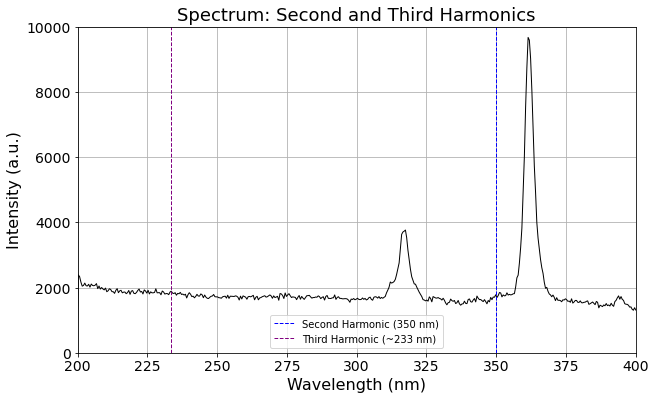 Spectrum: Second and Third Harmonics
10000
8000
6000
4000
2000
0
Intensity (a.u.)
Second Harmonic (350 nm)
Third Harmonic (~233 nm)
200 225 250 275 300 325 350 375 400
Wavelength (nm)